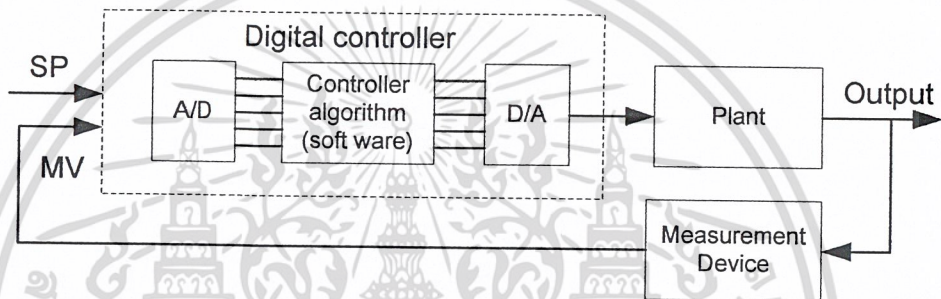 Digital controller
SP
A/D
Controller
algorithm
(soft ware)
D/A
Plant
Output
MV
Measurement
Device